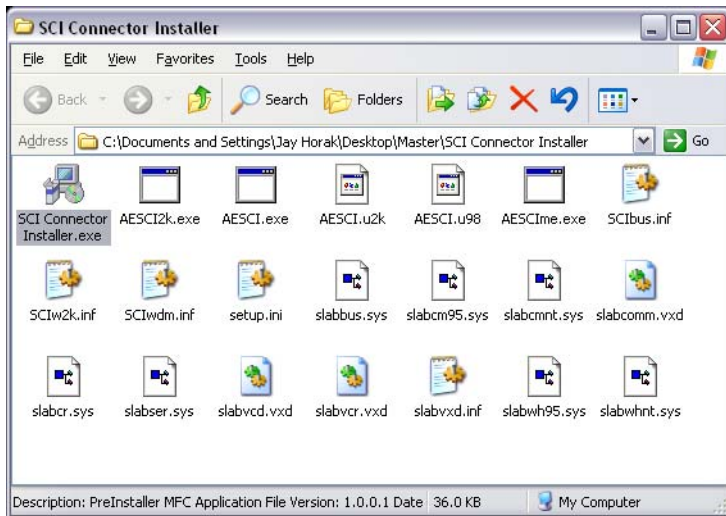 SCI Connector Installer
File Edit View Favorites Tools Help
Back Search Folders
Address C:\Documents and Settings\Jay Horak\Desktop\Master\SCI Connector Installer Go
SCI Connector Installer.exe AESCI2k.exe AESCI.exe AESCI.u2k AESCI.u98 AESCIme.exe SCIbus.inf
SCIw2k.inf SCIwdm.inf setup.ini slabbus.sys slabcm95.sys slabcmnt.sys slabcomm.vxd
slabcr.sys slabser.sys slabvcd.vxd slabvcr.vxd slabvxd.inf slabwh95.sys slabwhnt.sys
Description: PreInstaller MFC Application File Version: 1.0.0.1 Date 36.0 KB My Computer